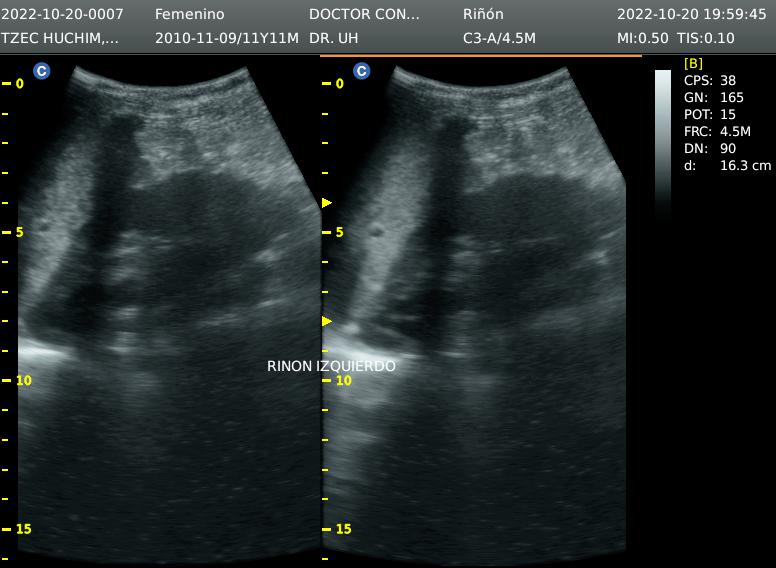 2022-10-20-0007 Femenino DOCTOR CON... Riñón 2022-10-20 19:59:45
TZEC HUCHIM,... 2010-11-09/11Y11M DR. UH C3-A/4.5M MI:0.50 TIS:0.10
C
C
[B]
CPS: 38
GN: 165
POT: 15
FRC: 4.5M
DN: 90
d: 16.3 cm
0
0
5
5
RINON IZQUIERDO
10
10
15
15